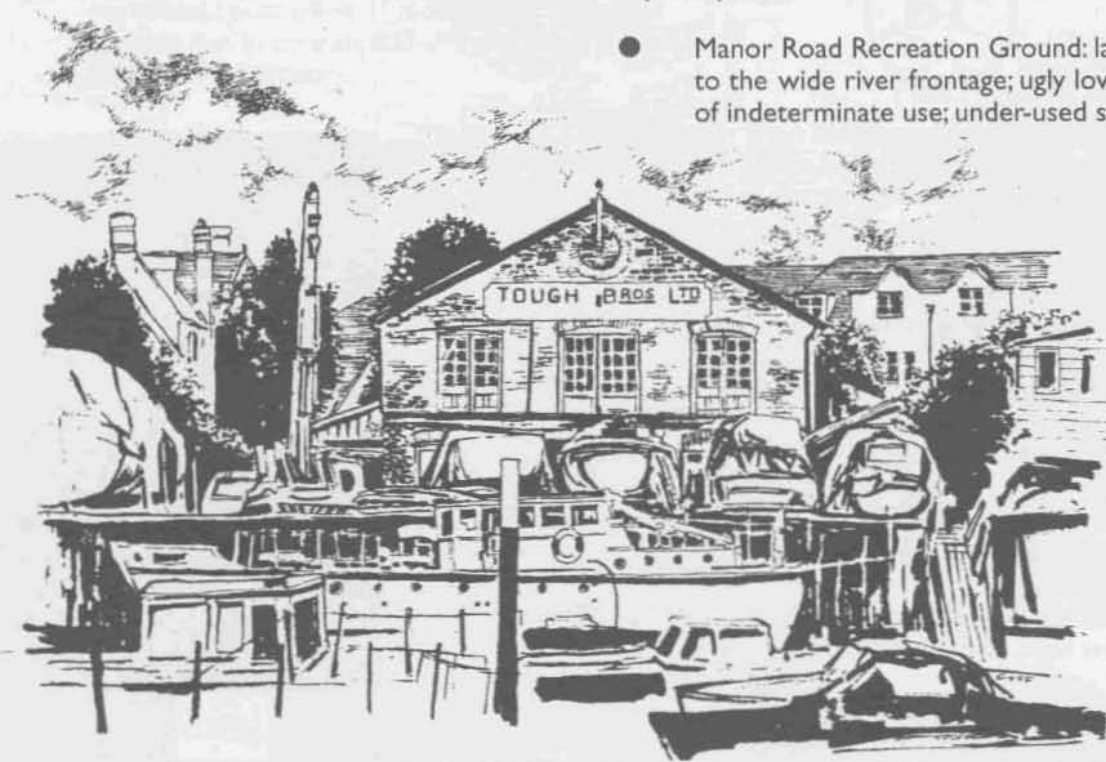 ● Manor Road Recreation Ground:
to the wide river frontage; ugly
of indeterminate use; under-used
TOUGH BROS LTD